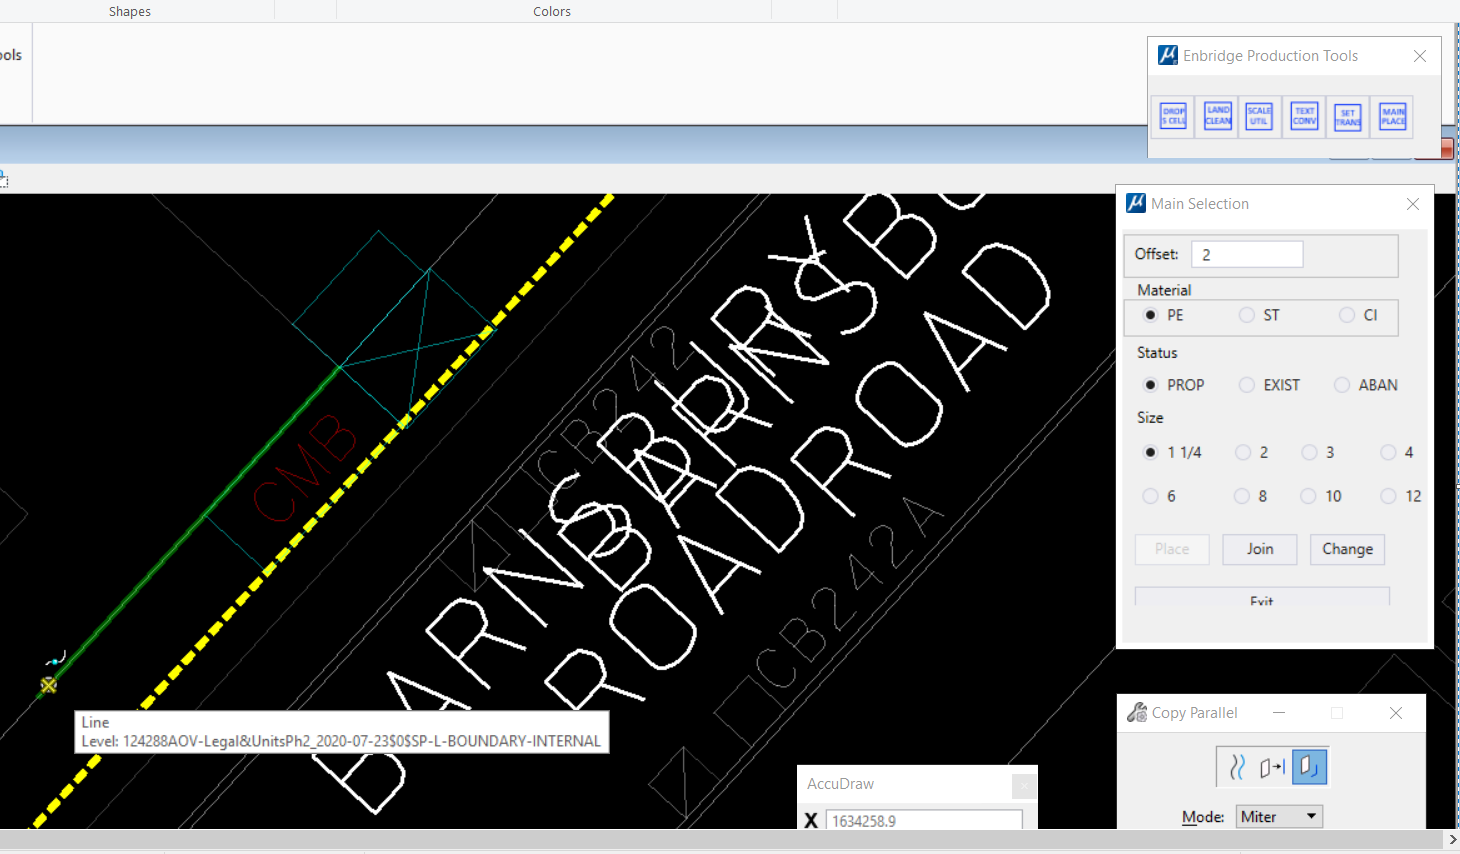 Shapes
Colors
ools
Enbridge Production Tools
DROP S CELL
LAND CLEAN
SCALE UTIL
TEXT CONV
SET TRANS
MAIN PLACE
Main Selection
Offset: 2
Material
PE ST CI
Status
PROP EXIST ABAN
Size
1 1/4 2 3 4
6 8 10 12
Place Join Change
Exit
CMB
CB242
BARN
ROAD
ROAD
CB242A
Line
Level: 124288AOV-Legal&UnitsPh2_2020-07-23$0$SP-L-BOUNDARY-INTERNAL
Copy Parallel
Mode: Miter
AccuDraw
X 1634258.9